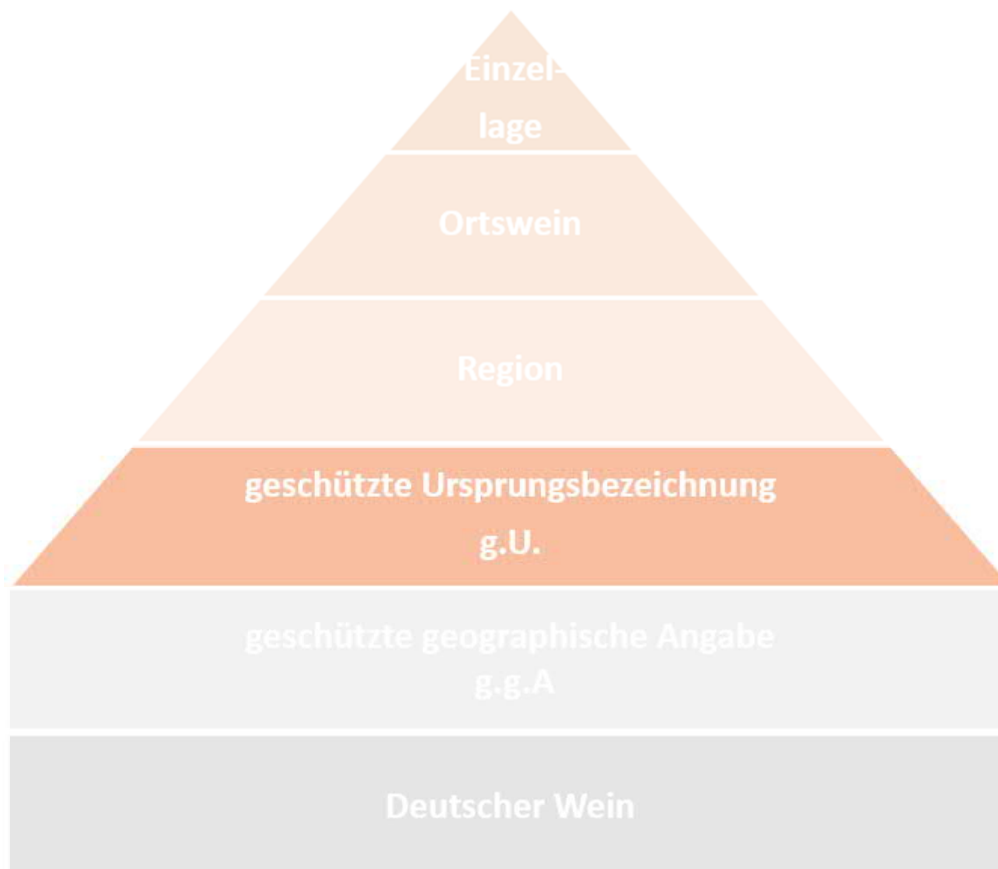 Einzel-
lage
Ortswein
Region
geschützte Ursprungsbezeichnung
g.U.
geschützte geographische Angabe
g.g.A
Deutscher Wein